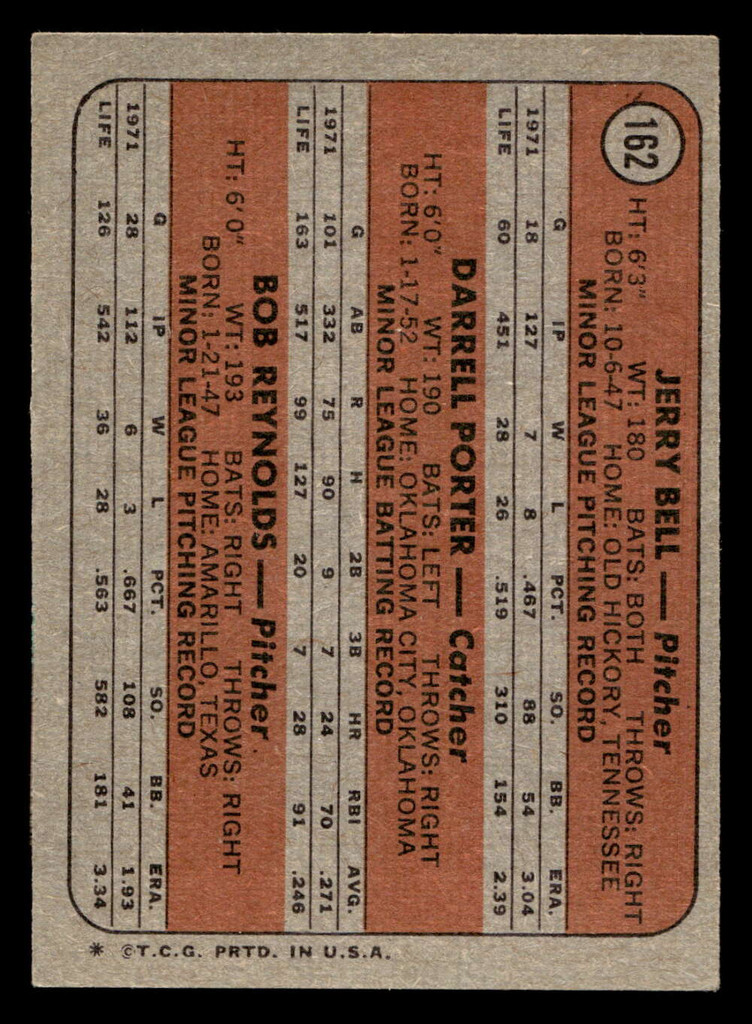 162
JERRY BELL — Pitcher
HT: 6'3" WT: 180 BATS: BOTH THROWS: RIGHT
BORN: 10-6-47 HOME: OLD HICKORY, TENNESSEE
MINOR LEAGUE PITCHING RECORD
G IP W L PCT. SO. BB. ERA.
1971 18 127 7 8 .467 88 54 3.04
LIFE 60 451 28 26 .519 310 154 2.39
DARRELL PORTER — Catcher
HT: 6'0" WT: 190 BATS: LEFT THROWS: RIGHT
BORN: 1-17-52 HOME: OKLAHOMA CITY, OKLAHOMA
MINOR LEAGUE BATTING RECORD
G AB R H 2B 3B HR RBI AVG.
1971 101 332 75 90 9 7 24 70 .271
LIFE 163 517 99 127 20 7 28 91 .246
BOB REYNOLDS — Pitcher
HT: 6'0" WT: 193 BATS: RIGHT THROWS: RIGHT
BORN: 1-21-47 HOME: AMARILLO, TEXAS
MINOR LEAGUE PITCHING RECORD
G IP W L PCT. SO. BB. ERA.
1971 28 112 6 3 .667 108 41 1.93
LIFE 126 542 36 28 .563 582 181 3.34
* ©T.C.G. PRTD. IN U.S.A.